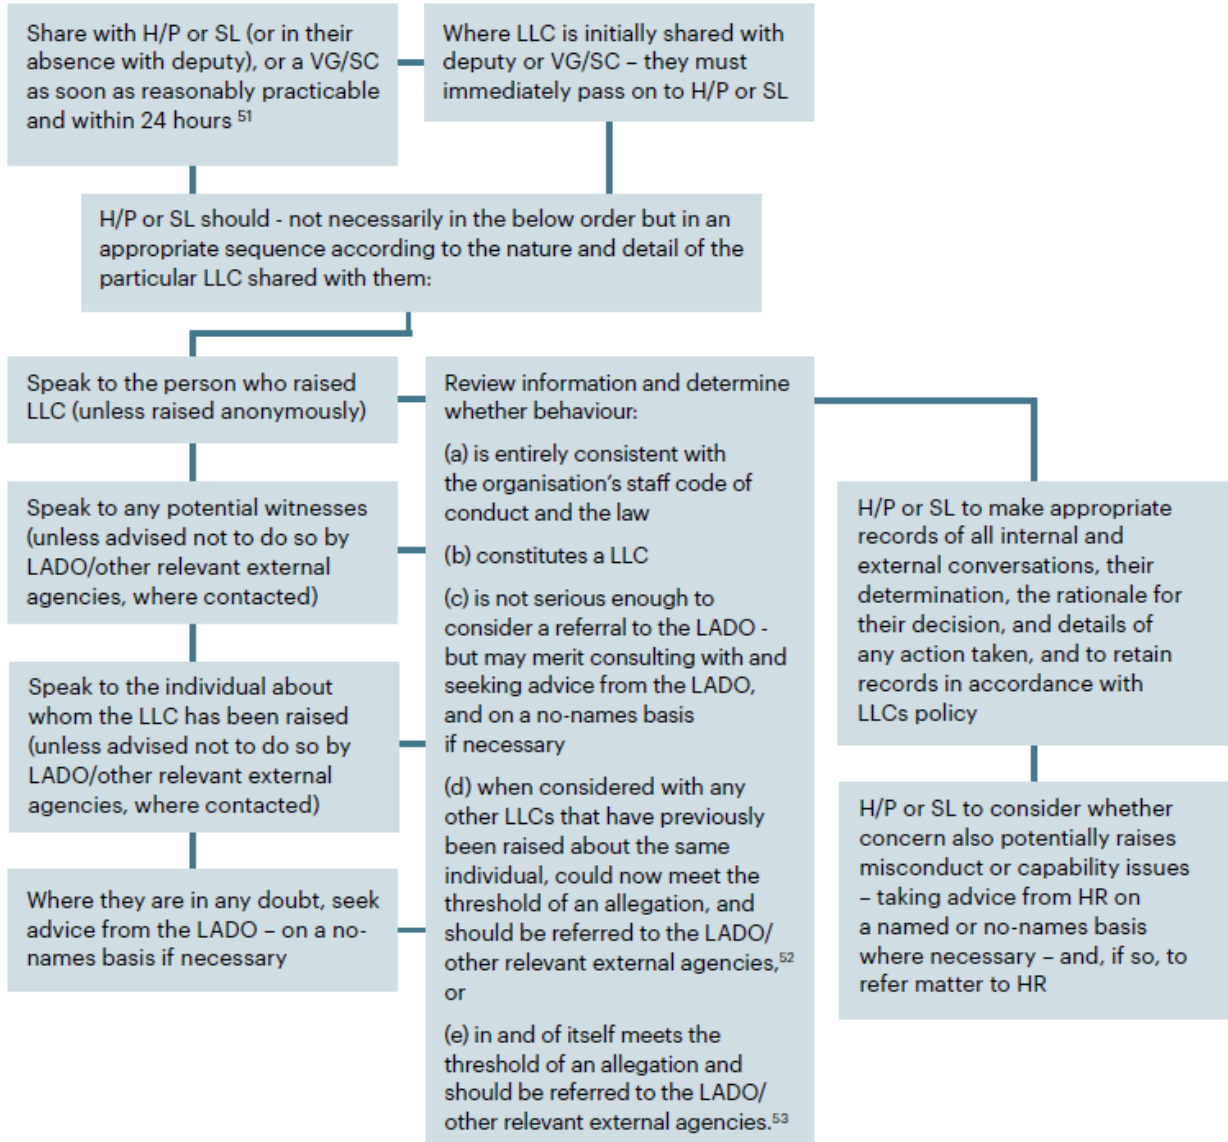 Share with H/P or SL (or in their
absence with deputy), or a VG/SC
as soon as reasonably practicable
and within 24 hours 51
Where LLC is initially shared with
deputy or VG/SC – they must
immediately pass on to H/P or SL
H/P or SL should - not necessarily in the below order but in an
appropriate sequence according to the nature and detail of the
particular LLC shared with them:
Speak to the person who raised
LLC (unless raised anonymously)
Speak to any potential witnesses
(unless advised not to do so by
LADO/other relevant external
agencies, where contacted)
Speak to the individual about
whom the LLC has been raised
(unless advised not to do so by
LADO/other relevant external
agencies, where contacted)
Where they are in any doubt, seek
advice from the LADO – on a no-
names basis if necessary
Review information and determine
whether behaviour:
(a) is entirely consistent with
the organisation’s staff code of
conduct and the law
(b) constitutes a LLC
(c) is not serious enough to
consider a referral to the LADO -
but may merit consulting with and
seeking advice from the LADO,
and on a no-names basis
if necessary
(d) when considered with any
other LLCs that have previously
been raised about the same
individual, could now meet the
threshold of an allegation, and
should be referred to the LADO/
other relevant external agencies,52
or
(e) in and of itself meets the
threshold of an allegation and
should be referred to the LADO/
other relevant external agencies.53
H/P or SL to make appropriate
records of all internal and
external conversations, their
determination, the rationale for
their decision, and details of
any action taken, and to retain
records in accordance with
LLCs policy
H/P or SL to consider whether
concern also potentially raises
misconduct or capability issues
– taking advice from HR on
a named or no-names basis
where necessary – and, if so, to
refer matter to HR